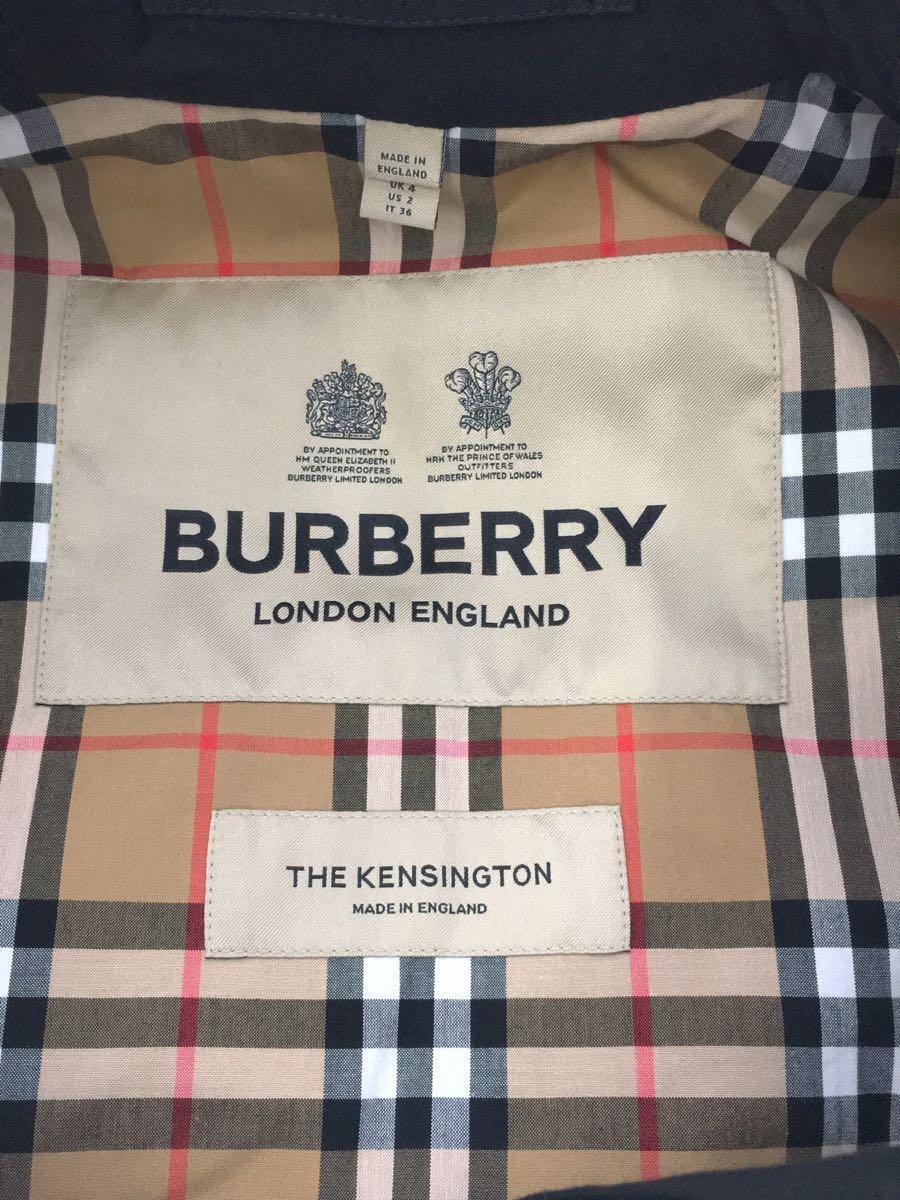 MADE IN
ENGLAND
UK 4
US 2
IT 36
BY APPOINTMENT TO
HM QUEEN ELIZABETH II
WEATHERPROOFERS
BURBERRY LIMITED LONDON
BY APPOINTMENT TO
HRH THE PRINCE OF WALES
OUTFITTERS
BURBERRY LIMITED LONDON
BURBERRY
LONDON ENGLAND
THE KENSINGTON
MADE IN ENGLAND